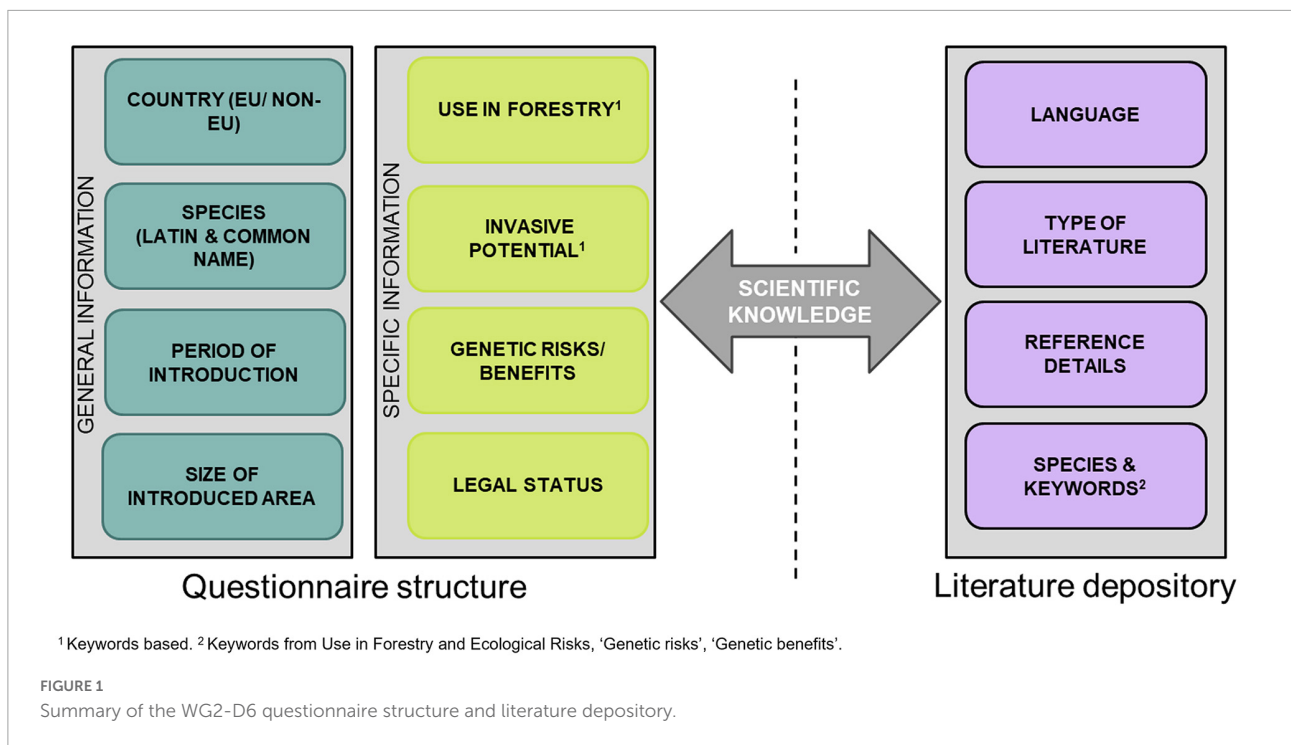 GENERAL INFORMATION
COUNTRY (EU/ NON-
EU)
SPECIES
(LATIN & COMMON
NAME)
PERIOD OF
INTRODUCTION
SIZE OF
INTRODUCED AREA
SPECIFIC INFORMATION
USE IN FORESTRY¹
INVASIVE
POTENTIAL¹
GENETIC RISKS/
BENEFITS
LEGAL STATUS
SCIENTIFIC
KNOWLEDGE
LANGUAGE
TYPE OF
LITERATURE
REFERENCE
DETAILS
SPECIES &
KEYWORDS²
Questionnaire structure
Literature depository
¹ Keywords based. ² Keywords from Use in Forestry and Ecological Risks, ‘Genetic risks’, ‘Genetic benefits’.
FIGURE 1
Summary of the WG2-D6 questionnaire structure and literature depository.